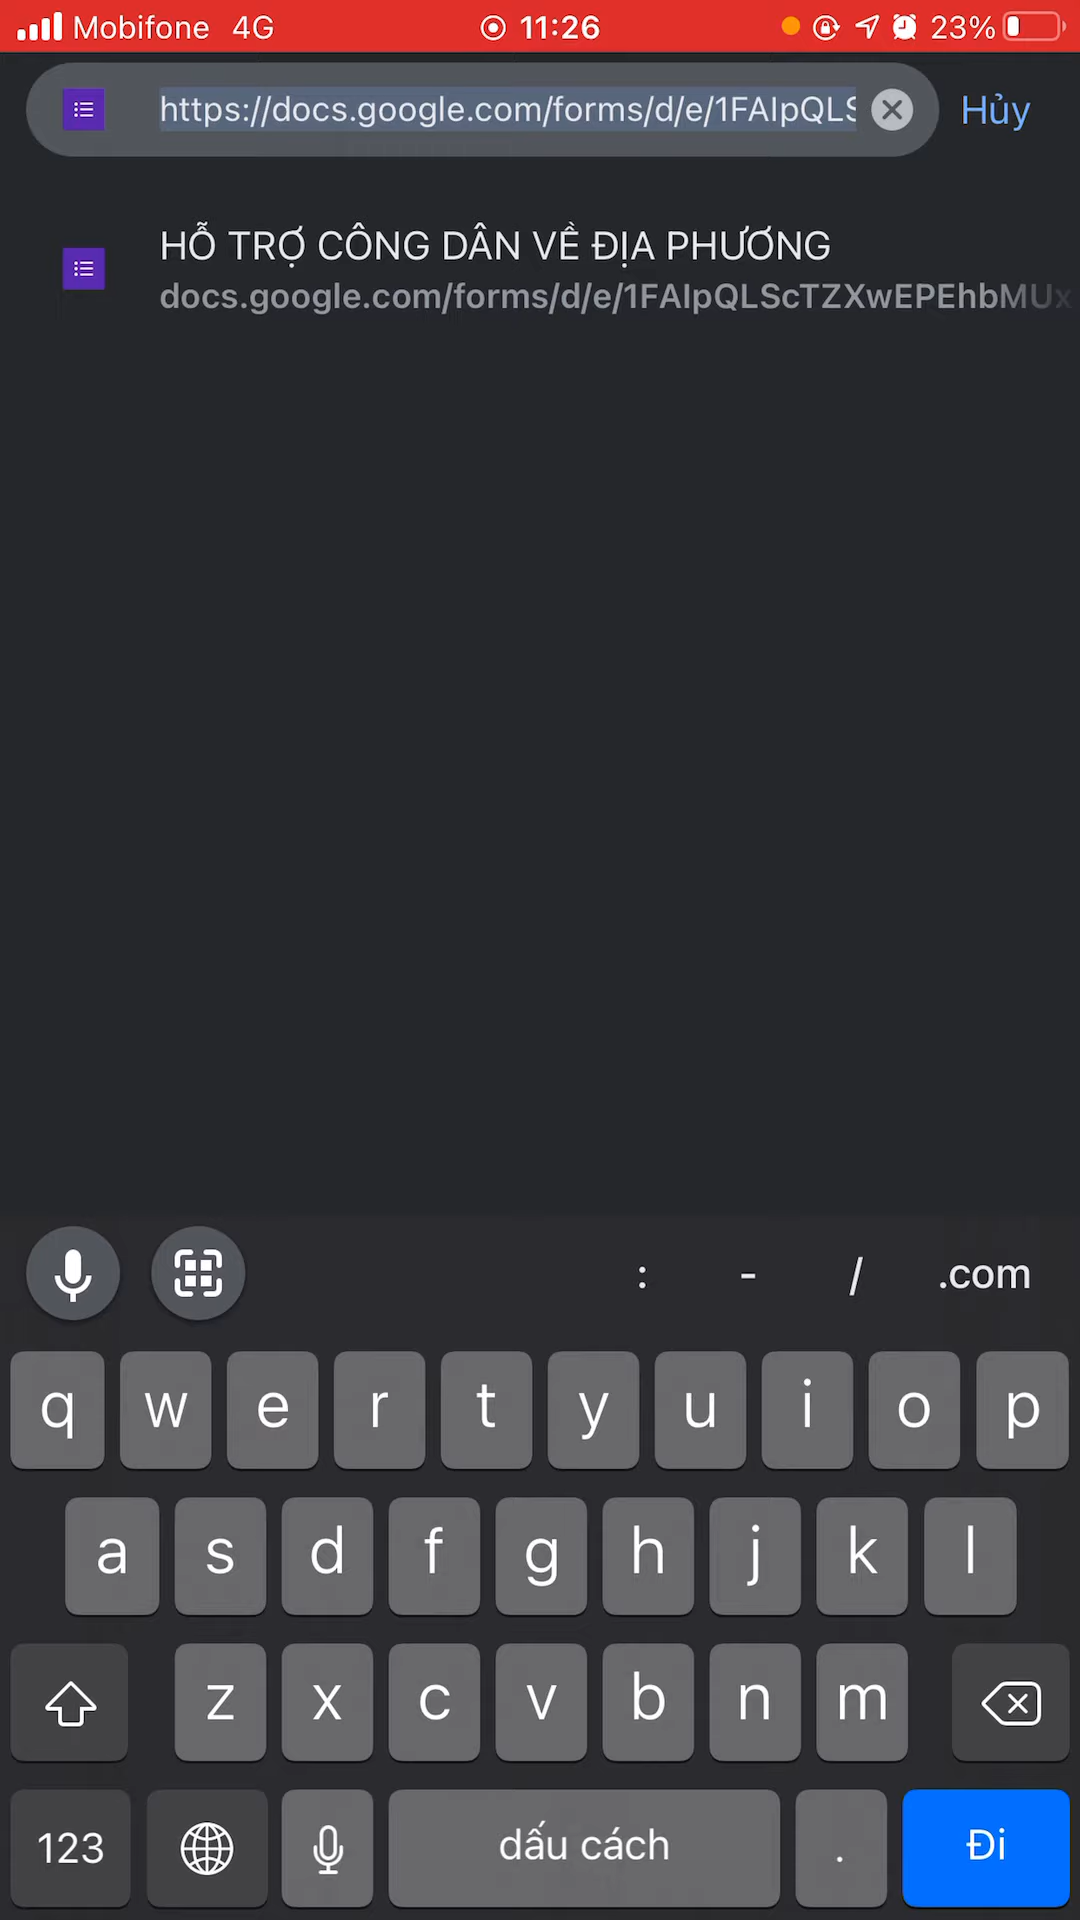 Mobifone 4G 11:26 23%
https://docs.google.com/forms/d/e/1FAIpQLS Hủy
HỖ TRỢ CÔNG DÂN VỀ ĐỊA PHƯƠNG
docs.google.com/forms/d/e/1FAIpQLScTZXwEPEhbMUx
: - / .com
q w e r t y u i o p
a s d f g h j k l
z x c v b n m
123 dấu cách . Đi